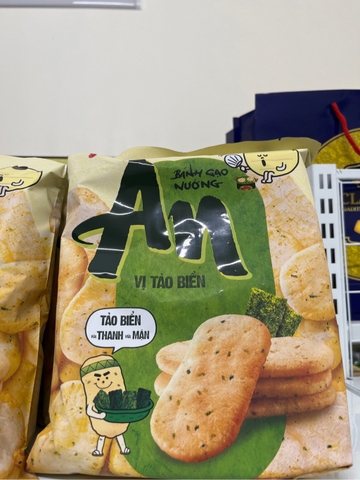 BÁNH GẠO
NƯỚNG
An
VỊ TẢO BIỂN
TẢO BIỂN
vừa THANH vừa MẶN